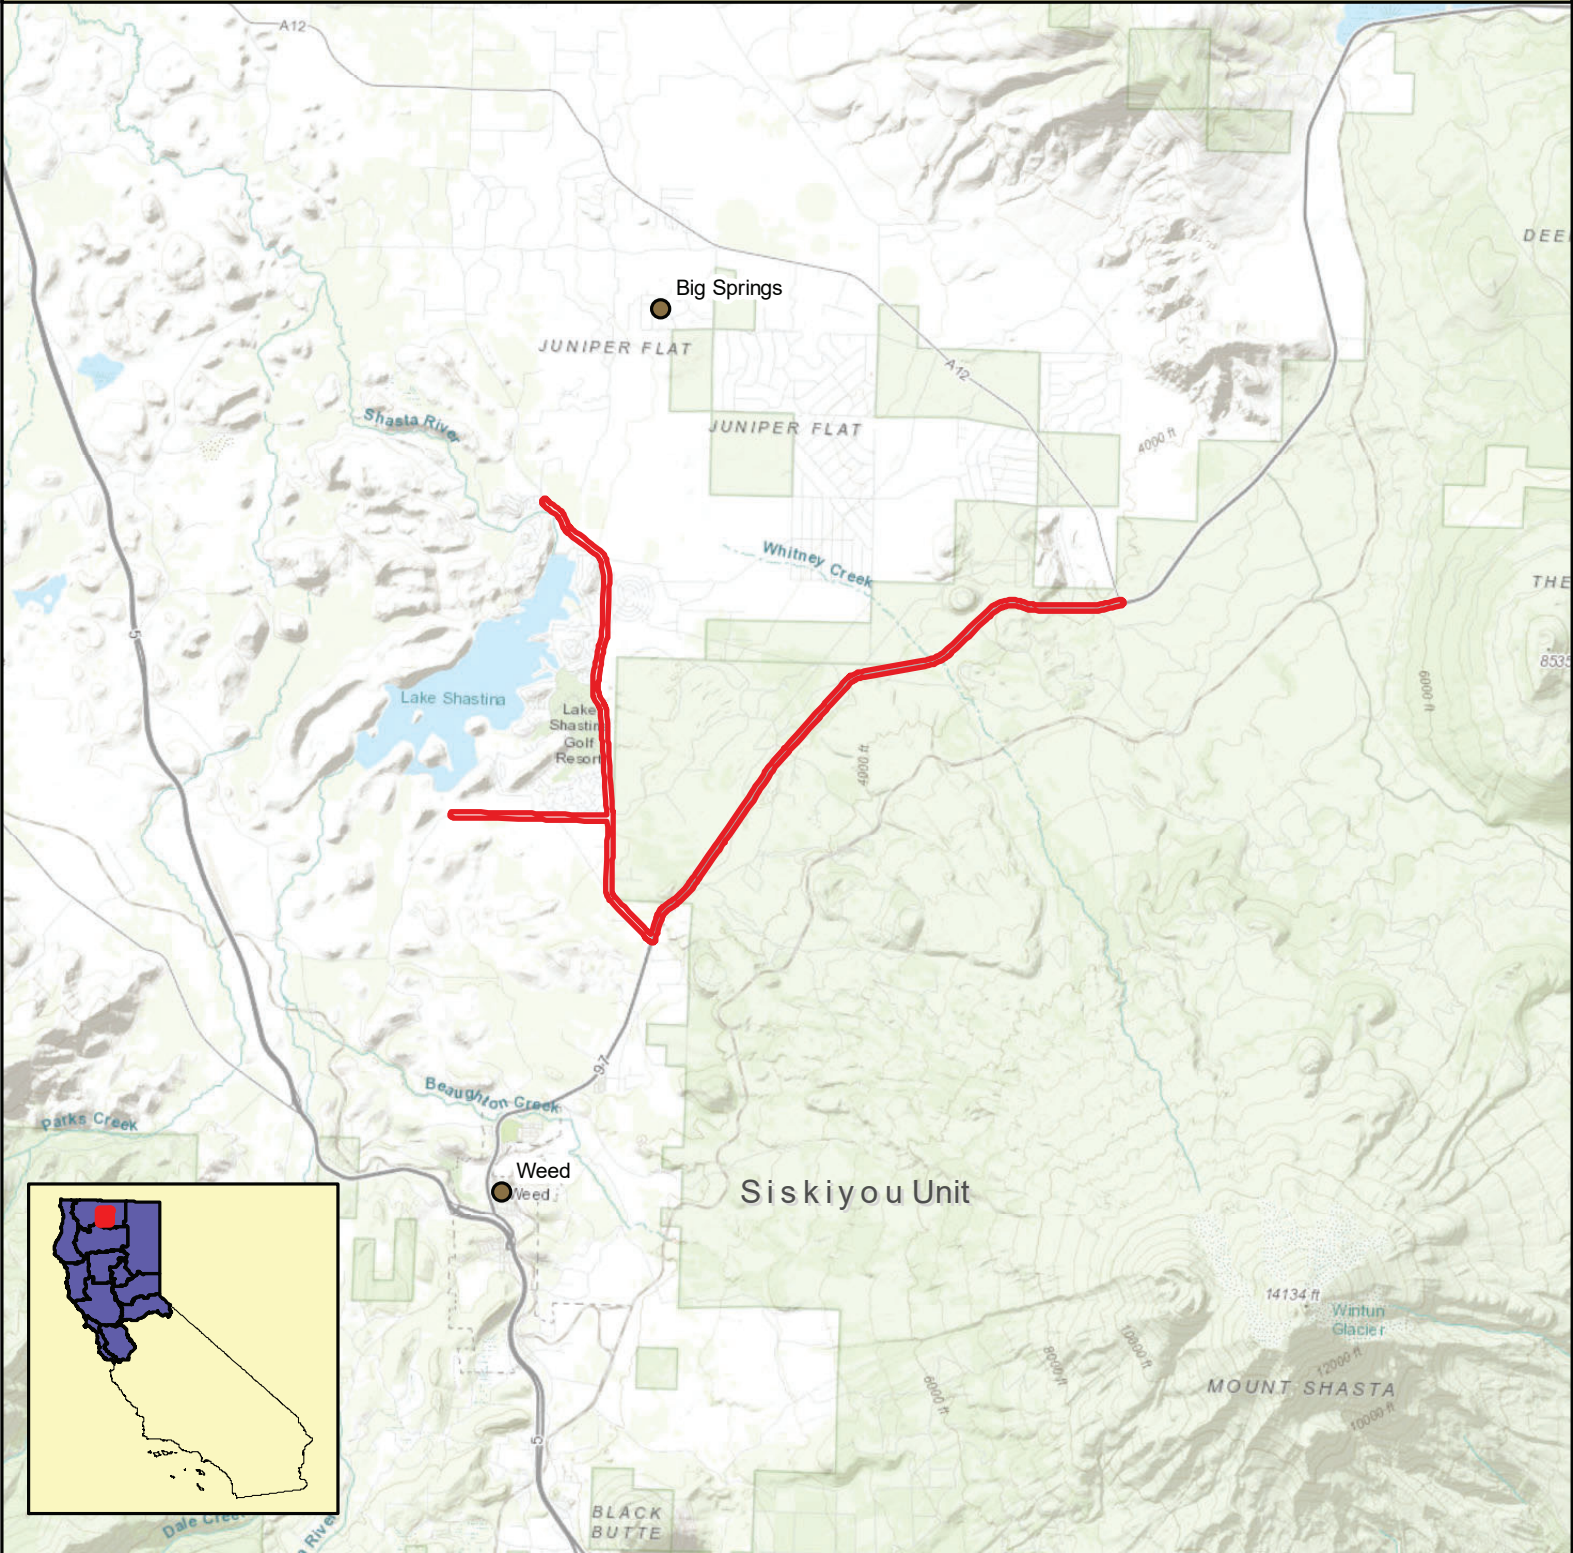 A12
DEE
Big Springs
JUNIPER FLAT
A12
Shasta River
JUNIPER FLAT
4000 ft
Whitney Creek
THE
5
8535
6000 ft
Lake Shastina
Lake
Shastin
Golf
Resort
4000 ft
97
Beaughton Creek
Parks Creek
Weed
Weed
Siskiyou Unit
14134 ft
Wintun
Glacier
10000 ft
8000 ft
12000 ft
6000 ft
MOUNT SHASTA
10000 ft
5
BLACK
BUTTE
Dale Creek
River